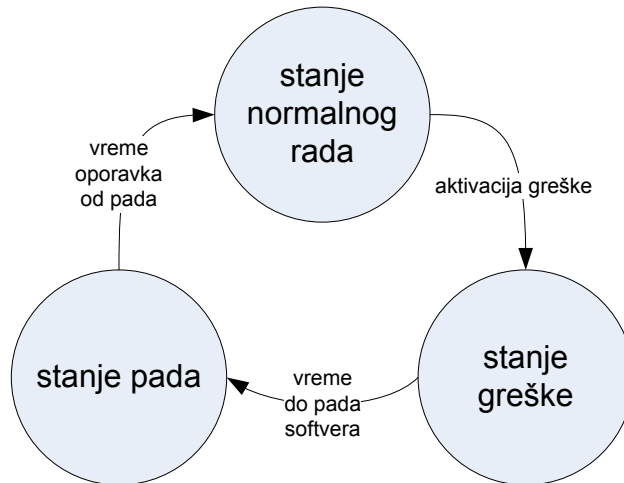 stanje
normalnog
rada
vreme
oporavka
od pada
aktivacija greške
stanje pada
vreme
do pada
softvera
stanje
greške